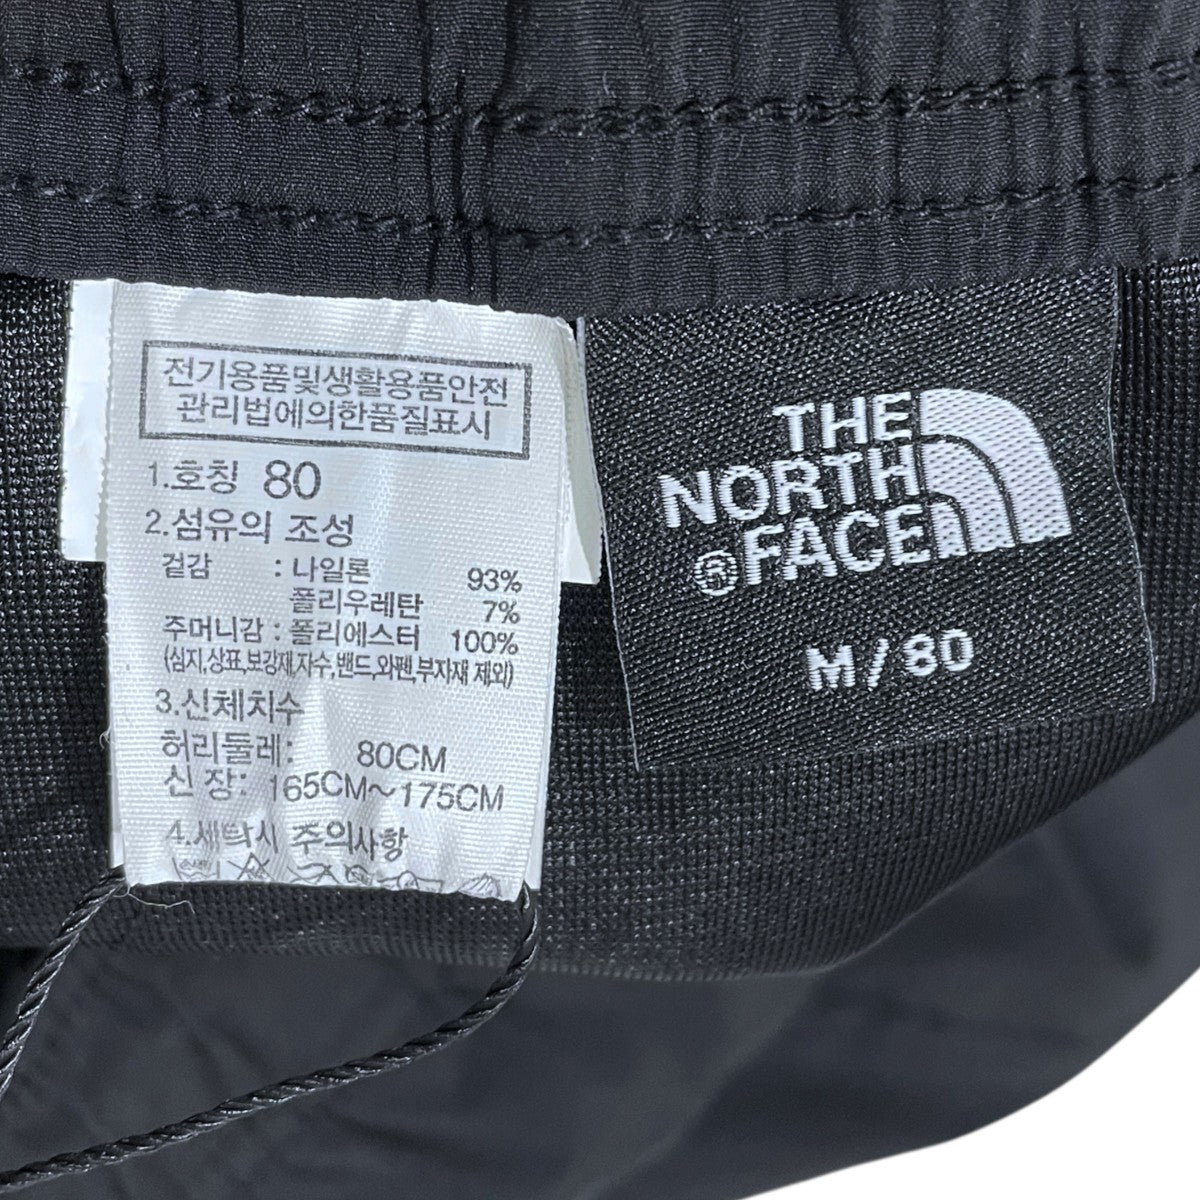 전기용품및생활용품안전
관리법에의한품질표시
1.호칭 80
2.섬유의 조성
겉감 : 나일론 93%
폴리우레탄 7%
주머니감 : 폴리에스터 100%
(심지,상표,보강재,자수,밴드,와펜,부자재 제외)
3.신체치수
허리둘레: 80CM
신 장: 165CM~175CM
4.세탁시 주의사항
THE
NORTH
®FACE
M/80